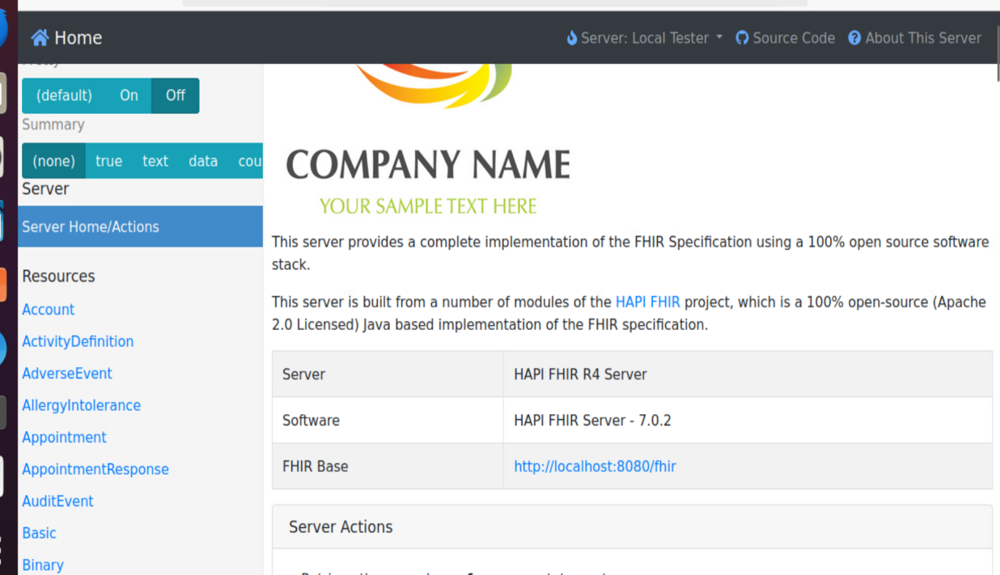 Home
Server: Local Tester
Source Code
About This Server
Pretty
(default) On Off
Summary
(none) true text data cou
Server
Server Home/Actions
Resources
Account
ActivityDefinition
AdverseEvent
AllergyIntolerance
Appointment
AppointmentResponse
AuditEvent
Basic
Binary
COMPANY NAME
YOUR SAMPLE TEXT HERE
This server provides a complete implementation of the FHIR Specification using a 100% open source software
stack.
This server is built from a number of modules of the HAPI FHIR project, which is a 100% open-source (Apache
2.0 Licensed) Java based implementation of the FHIR specification.
Server HAPI FHIR R4 Server
Software HAPI FHIR Server - 7.0.2
FHIR Base http://localhost:8080/fhir
Server Actions